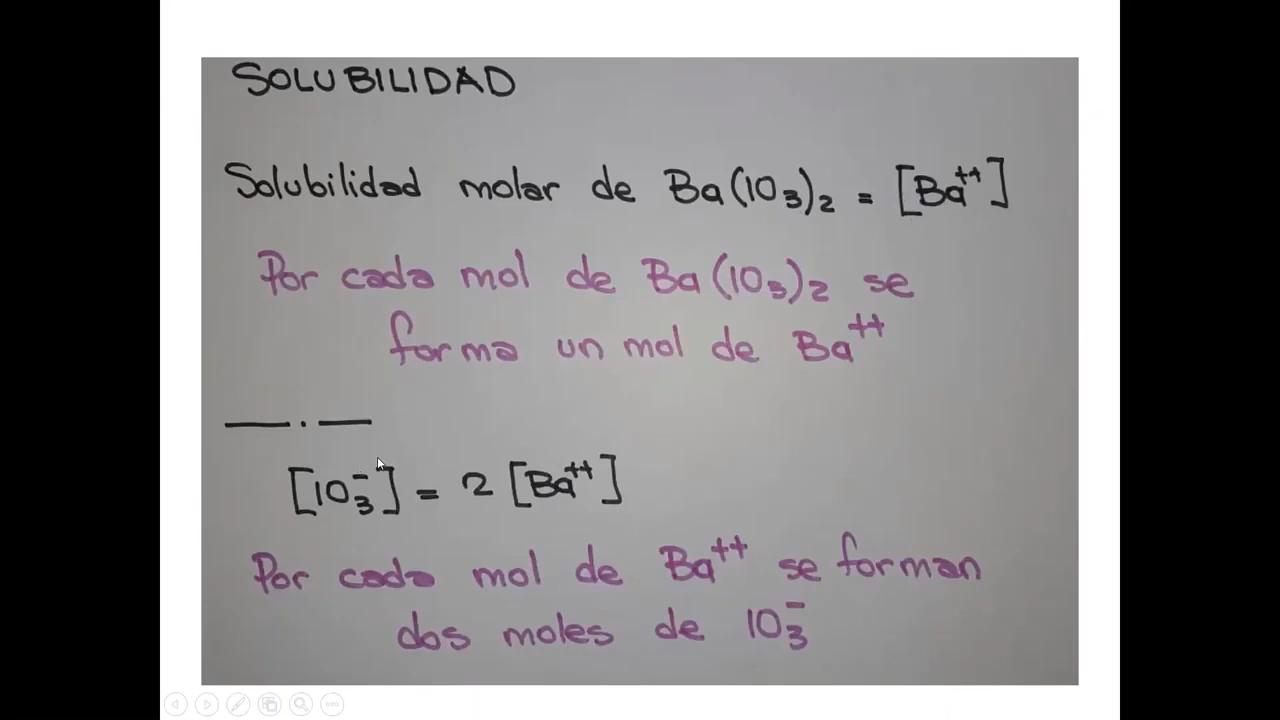 SOLUBILIDAD
Solubilidad molar de Ba(IO₃)₂ = [Ba⁺⁺]
Por cada mol de Ba(IO₃)₂ se
forma un mol de Ba⁺⁺
—.—
[IO₃⁻] = 2 [Ba⁺⁺]
Por cada mol de Ba⁺⁺ se forman
dos moles de IO₃⁻